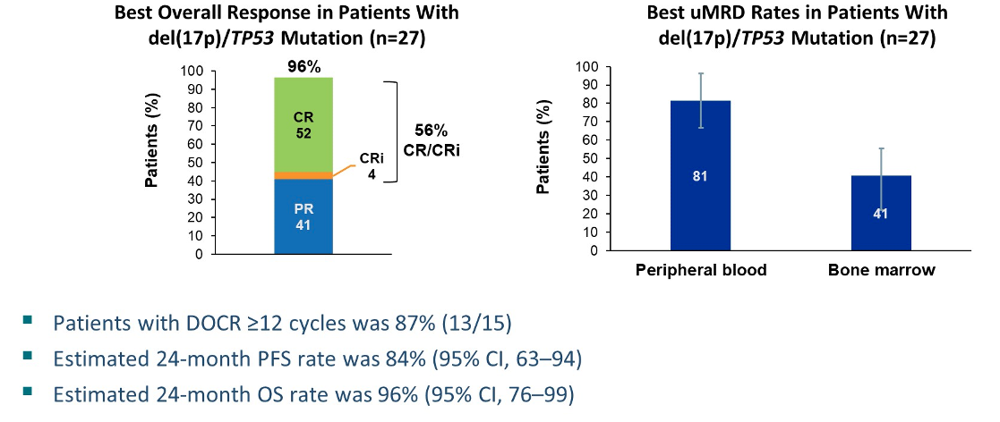 Best Overall Response in Patients With
del(17p)/TP53 Mutation (n=27)
96%
100
90
80
70
60
50
40
30
20
10
0
Patients (%)
CR
52
CRi
4
PR
41
56%
CR/CRi
Best uMRD Rates in Patients With
del(17p)/TP53 Mutation (n=27)
100
90
80
70
60
50
40
30
20
10
0
Patients (%)
81
41
Peripheral blood
Bone marrow
▪ Patients with DOCR ≥12 cycles was 87% (13/15)
▪ Estimated 24-month PFS rate was 84% (95% CI, 63–94)
▪ Estimated 24-month OS rate was 96% (95% CI, 76–99)